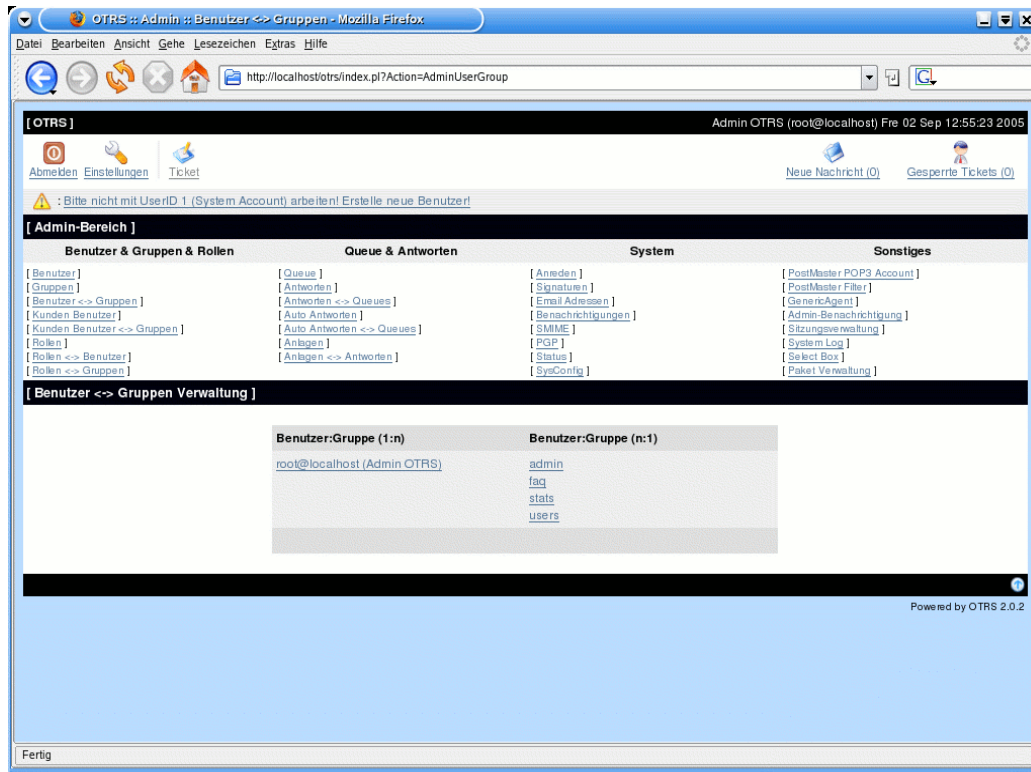 OTRS :: Admin :: Benutzer <-> Gruppen - Mozilla Firefox
Datei Bearbeiten Ansicht Gehe Lesezeichen Extras Hilfe
http://localhost/otrs/index.pl?Action=AdminUserGroup
[ OTRS ] Admin OTRS (root@localhost) Fre 02 Sep 12:55:23 2005
Abmelden Einstellungen Ticket Neue Nachricht (0) Gesperrte Tickets (0)
: Bitte nicht mit UserID 1 (System Account) arbeiten! Erstelle neue Benutzer!
[ Admin-Bereich ]
Benutzer & Gruppen & Rollen Queue & Antworten System Sonstiges
[ Benutzer ] [ Queue ] [ Anreden ] [ PostMaster POP3 Account ]
[ Gruppen ] [ Antworten ] [ Signaturen ] [ PostMaster Filter ]
[ Benutzer <-> Gruppen ] [ Antworten <-> Queues ] [ Email Adressen ] [ GenericAgent ]
[ Kunden Benutzer ] [ Auto Antworten ] [ Benachrichtigungen ] [ Admin-Benachrichtigung ]
[ Kunden Benutzer <-> Gruppen ] [ Auto Antworten <-> Queues ] [ SMIME ] [ Sitzungsverwaltung ]
[ Rollen ] [ Anlagen ] [ PGP ] [ System Log ]
[ Rollen <-> Benutzer ] [ Anlagen <-> Antworten ] [ Status ] [ Select Box ]
[ Rollen <-> Gruppen ] [ SysConfig ] [ Paket Verwaltung ]
[ Benutzer <-> Gruppen Verwaltung ]
Benutzer:Gruppe (1:n) Benutzer:Gruppe (n:1)
root@localhost (Admin OTRS) admin
faq
stats
users
Powered by OTRS 2.0.2
Fertig